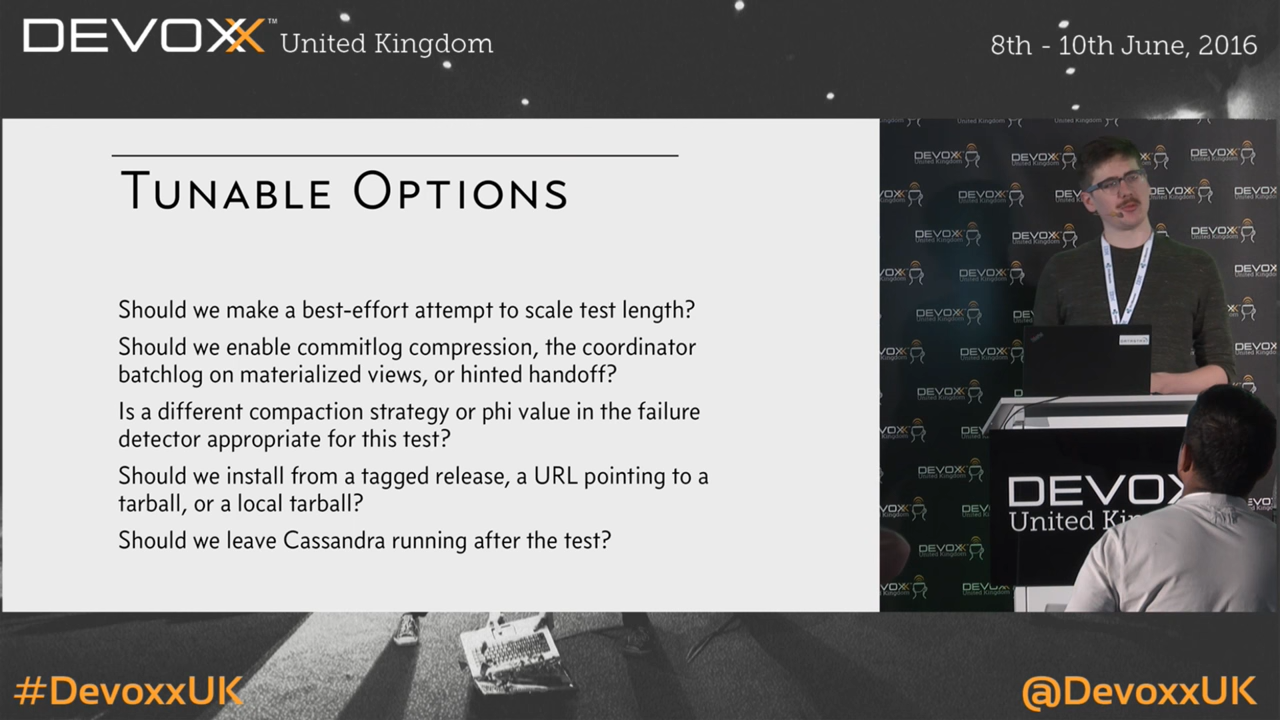 DEVOXX™ United Kingdom
8th - 10th June, 2016
TUNABLE OPTIONS
Should we make a best-effort attempt to scale test length?
Should we enable commitlog compression, the coordinator
batchlog on materialized views, or hinted handoff?
Is a different compaction strategy or phi value in the failure
detector appropriate for this test?
Should we install from a tagged release, a URL pointing to a
tarball, or a local tarball?
Should we leave Cassandra running after the test?
DEVOX
United Kin
#DevoxxUK
@DevoxxUK